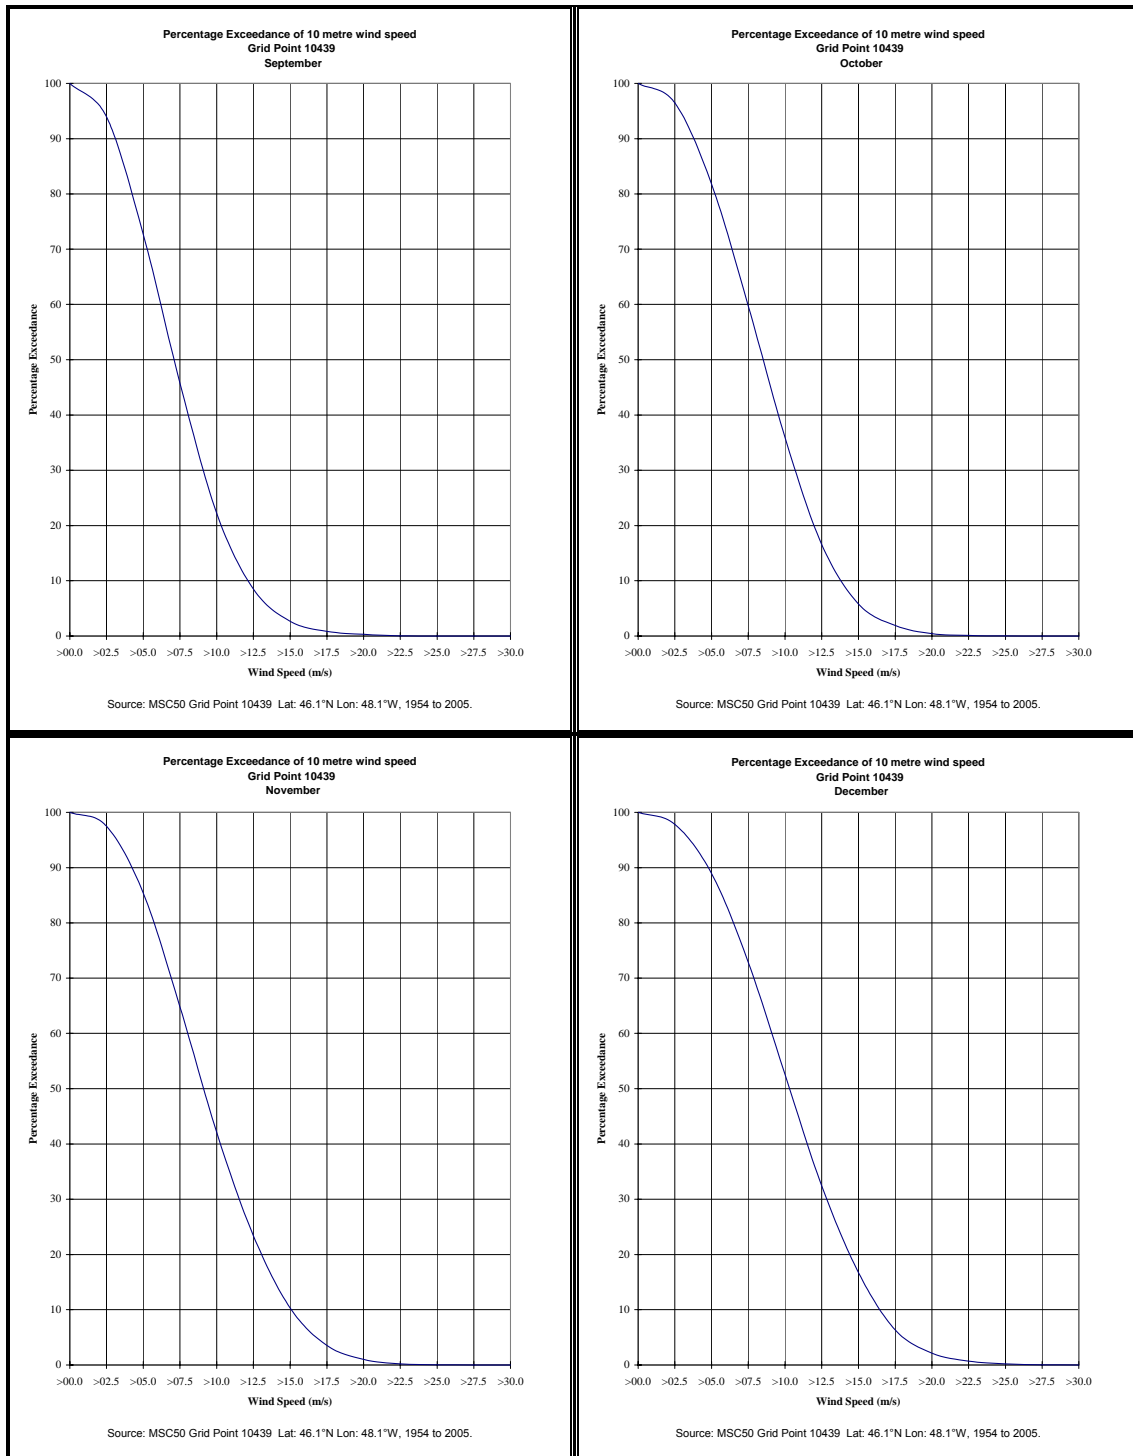 Percentage Exceedance of 10 metre wind speed
Grid Point 10439
September
100
90
80
70
60
50
40
30
20
10
0
Percentage Exceedance
>00.0 >02.5 >05.0 >07.5 >10.0 >12.5 >15.0 >17.5 >20.0 >22.5 >25.0 >27.5 >30.0
Wind Speed (m/s)
Source: MSC50 Grid Point 10439 Lat: 46.1°N Lon: 48.1°W, 1954 to 2005.
Percentage Exceedance of 10 metre wind speed
Grid Point 10439
October
100
90
80
70
60
50
40
30
20
10
0
Percentage Exceedance
>00.0 >02.5 >05.0 >07.5 >10.0 >12.5 >15.0 >17.5 >20.0 >22.5 >25.0 >27.5 >30.0
Wind Speed (m/s)
Source: MSC50 Grid Point 10439 Lat: 46.1°N Lon: 48.1°W, 1954 to 2005.
Percentage Exceedance of 10 metre wind speed
Grid Point 10439
November
100
90
80
70
60
50
40
30
20
10
0
Percentage Exceedance
>00.0 >02.5 >05.0 >07.5 >10.0 >12.5 >15.0 >17.5 >20.0 >22.5 >25.0 >27.5 >30.0
Wind Speed (m/s)
Source: MSC50 Grid Point 10439 Lat: 46.1°N Lon: 48.1°W, 1954 to 2005.
Percentage Exceedance of 10 metre wind speed
Grid Point 10439
December
100
90
80
70
60
50
40
30
20
10
0
Percentage Exceedance
>00.0 >02.5 >05.0 >07.5 >10.0 >12.5 >15.0 >17.5 >20.0 >22.5 >25.0 >27.5 >30.0
Wind Speed (m/s)
Source: MSC50 Grid Point 10439 Lat: 46.1°N Lon: 48.1°W, 1954 to 2005.